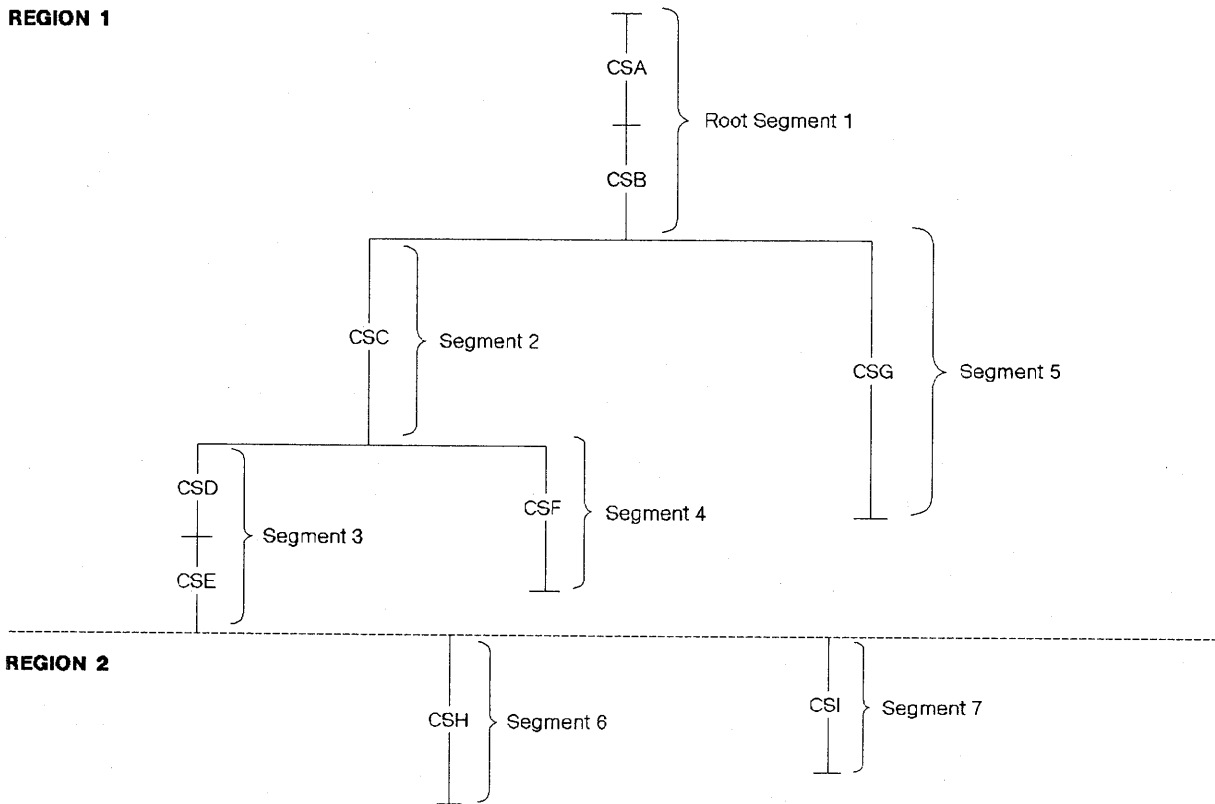 REGION 1
CSA
Root Segment 1
CSB
CSC
Segment 2
CSG
Segment 5
CSD
CSF
Segment 4
Segment 3
CSE
REGION 2
CSH
Segment 6
CSI
Segment 7